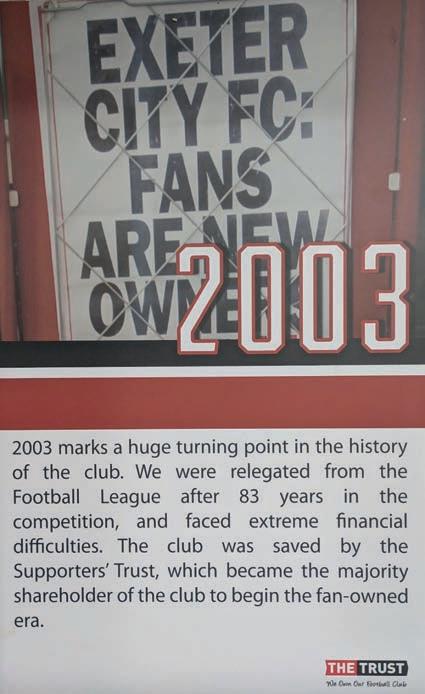 EXETER
CITY FC:
FANS
ARE NEW
OWNERS
2003
2003 marks a huge turning point in the history
of the club. We were relegated from the
Football League after 83 years in the
competition, and faced extreme financial
difficulties. The club was saved by the
Supporters' Trust, which became the majority
shareholder of the club to begin the fan-owned
era.
THE TRUST
We Own Our Football Club